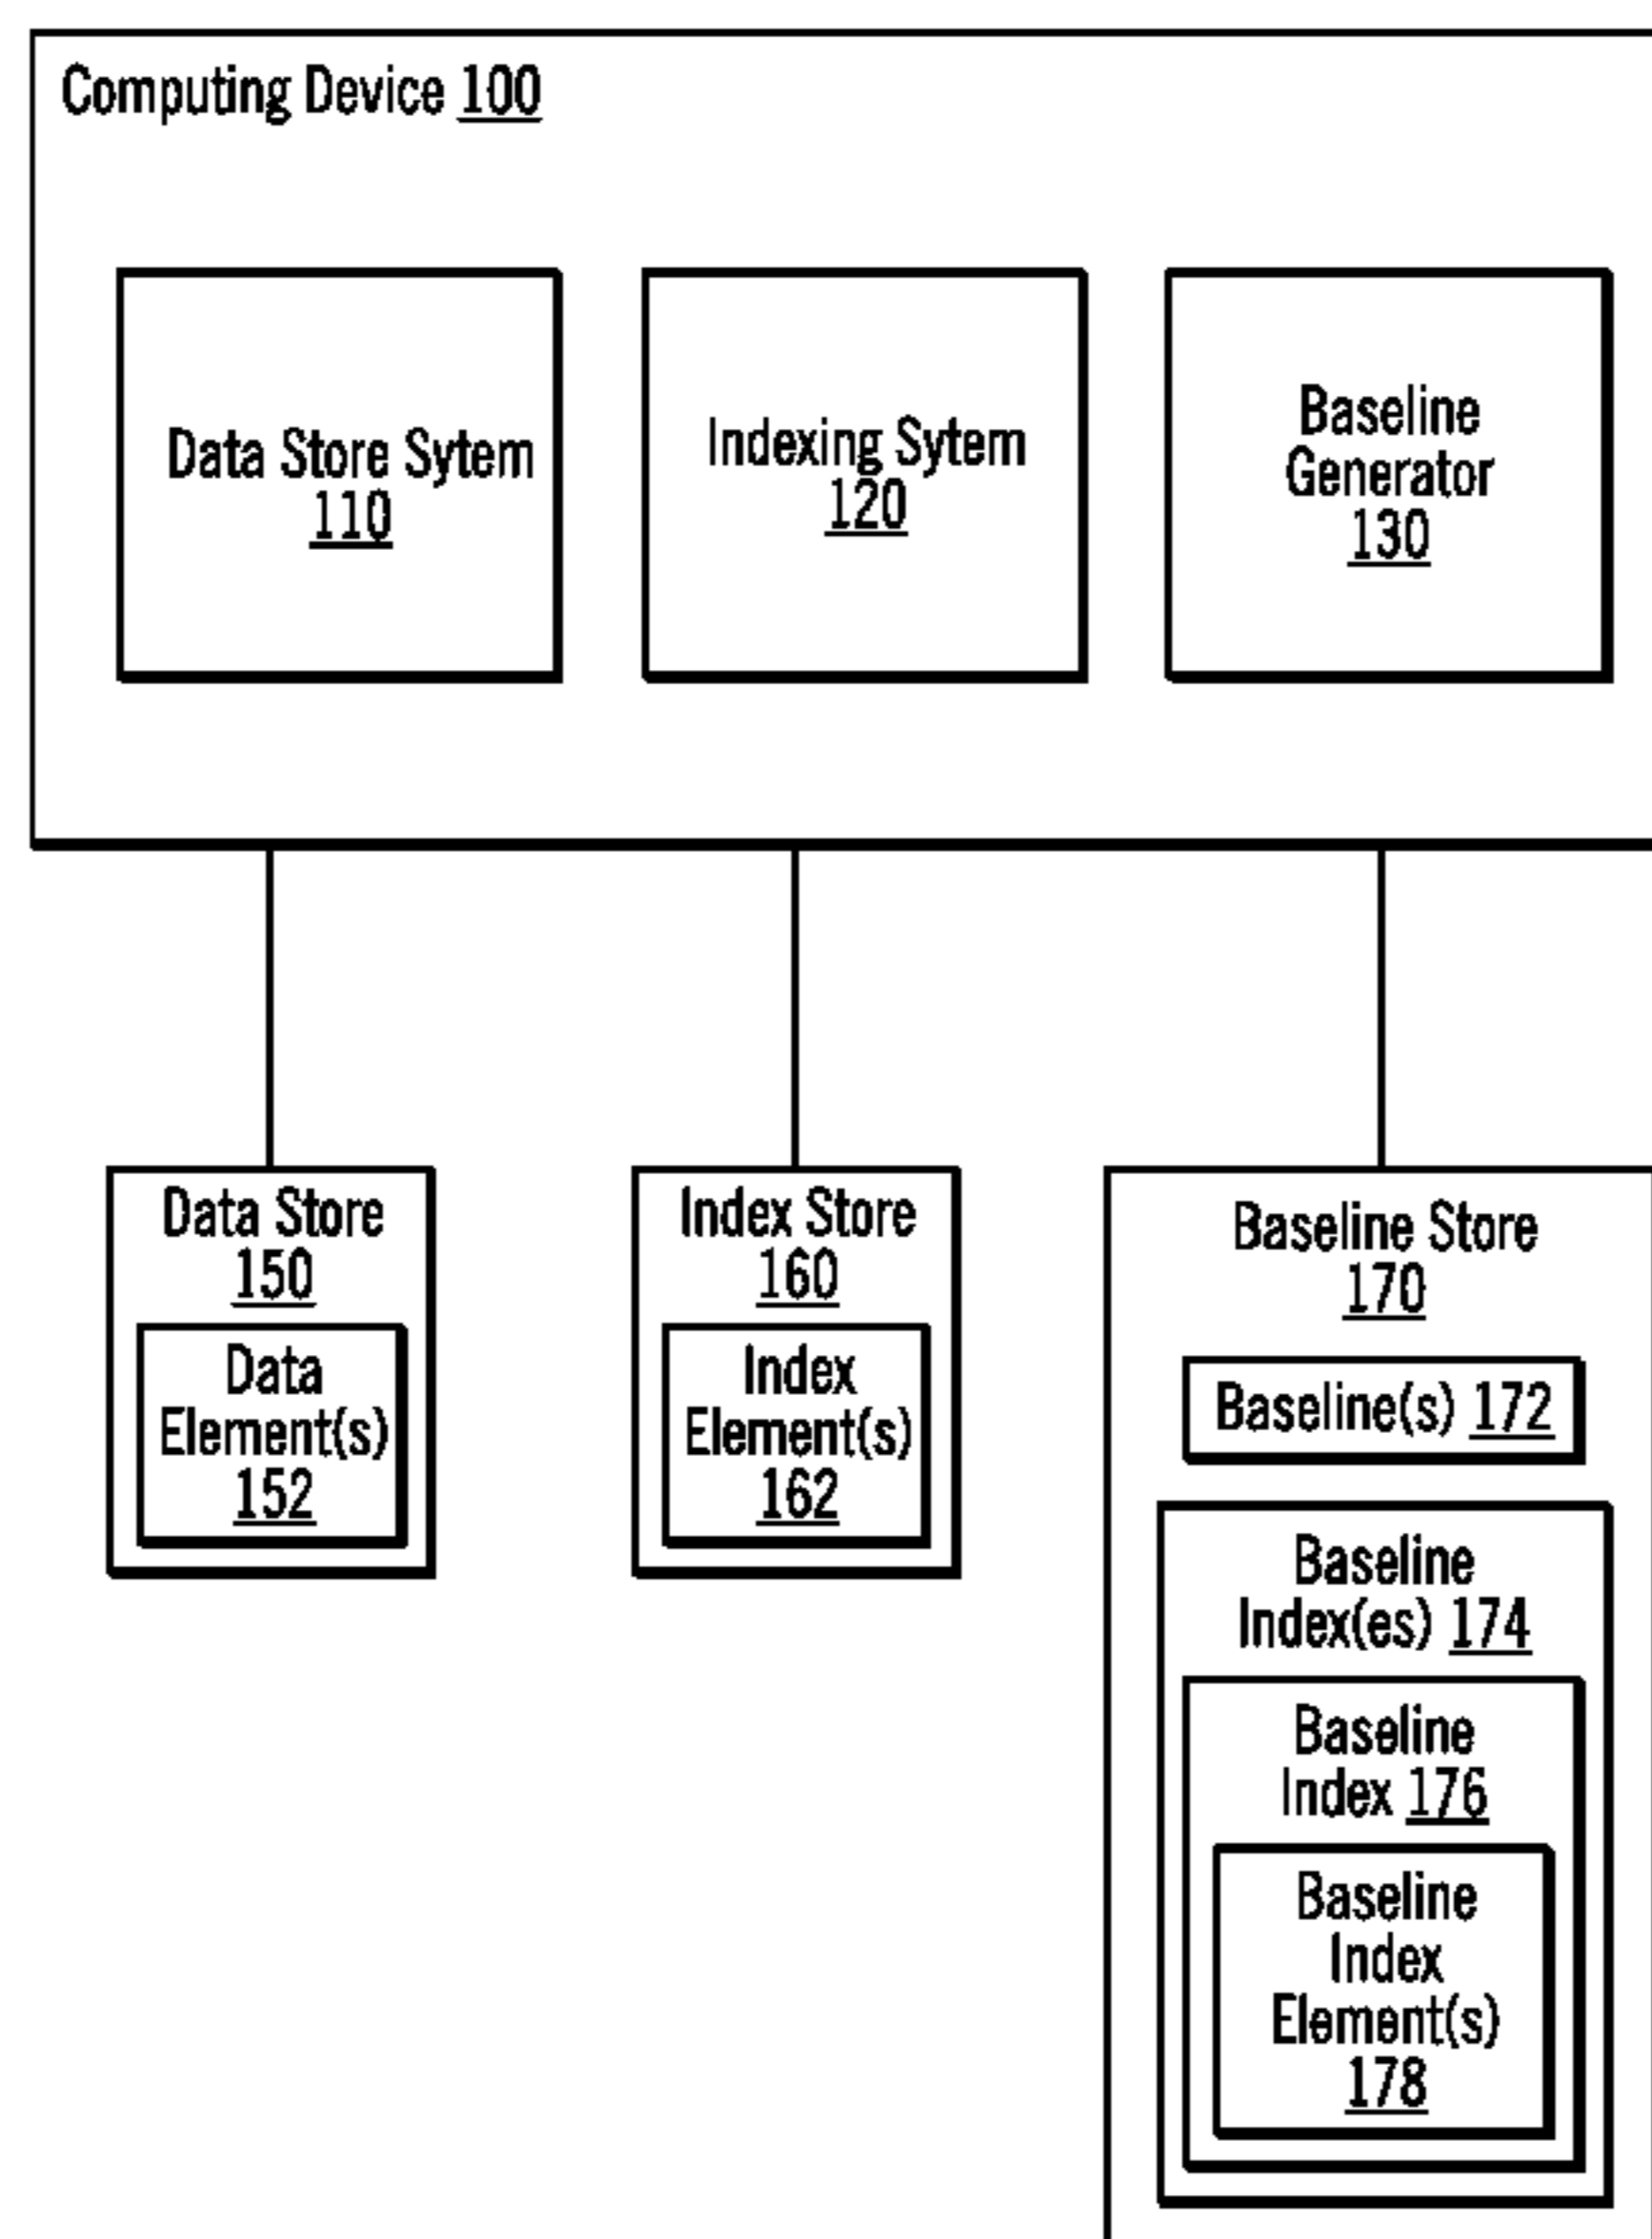 Computing Device 100
Data Store Sytem
110
Indexing Sytem
120
Baseline
Generator
130
Data Store
150
Data
Element(s)
152
Index Store
160
Index
Element(s)
162
Baseline Store
170
Baseline(s) 172
Baseline
Index(es) 174
Baseline
Index 176
Baseline
Index
Element(s)
178